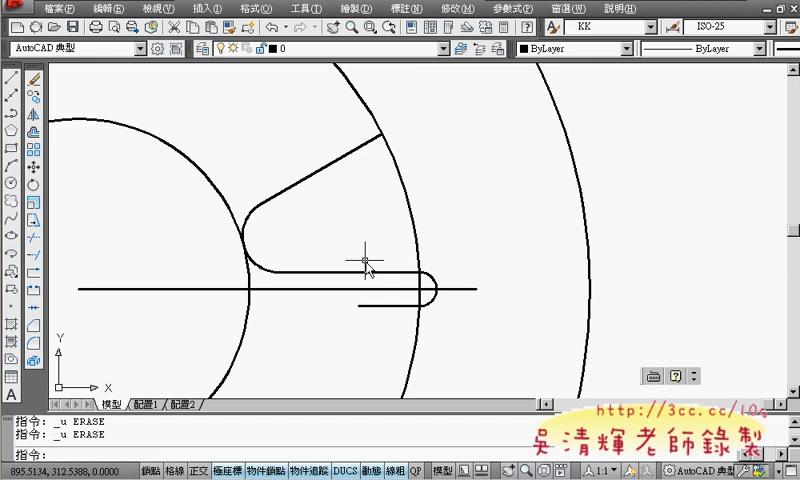 檔案(F) 編輯(E) 檢視(V) 插入(I) 格式(O) 工具(T) 繪製(D) 標註(N) 修改(M) 參數式(P) 窗選(W) 說明(H)
KK ISO-25
AutoCAD 典型 0 ByLayer ByLayer
Y
X
A 模型 配置1 配置2
指令: _u ERASE
指令: _u ERASE
指令:
http://3cc.cc/10s
吳清輝老師錄製
895.5134, 312.5388, 0.0000 鎖點 格線 正交 極座標 物件鎖點 物件追蹤 DUCS 動態 線粗 QP 模型 1:1 AutoCAD 典型